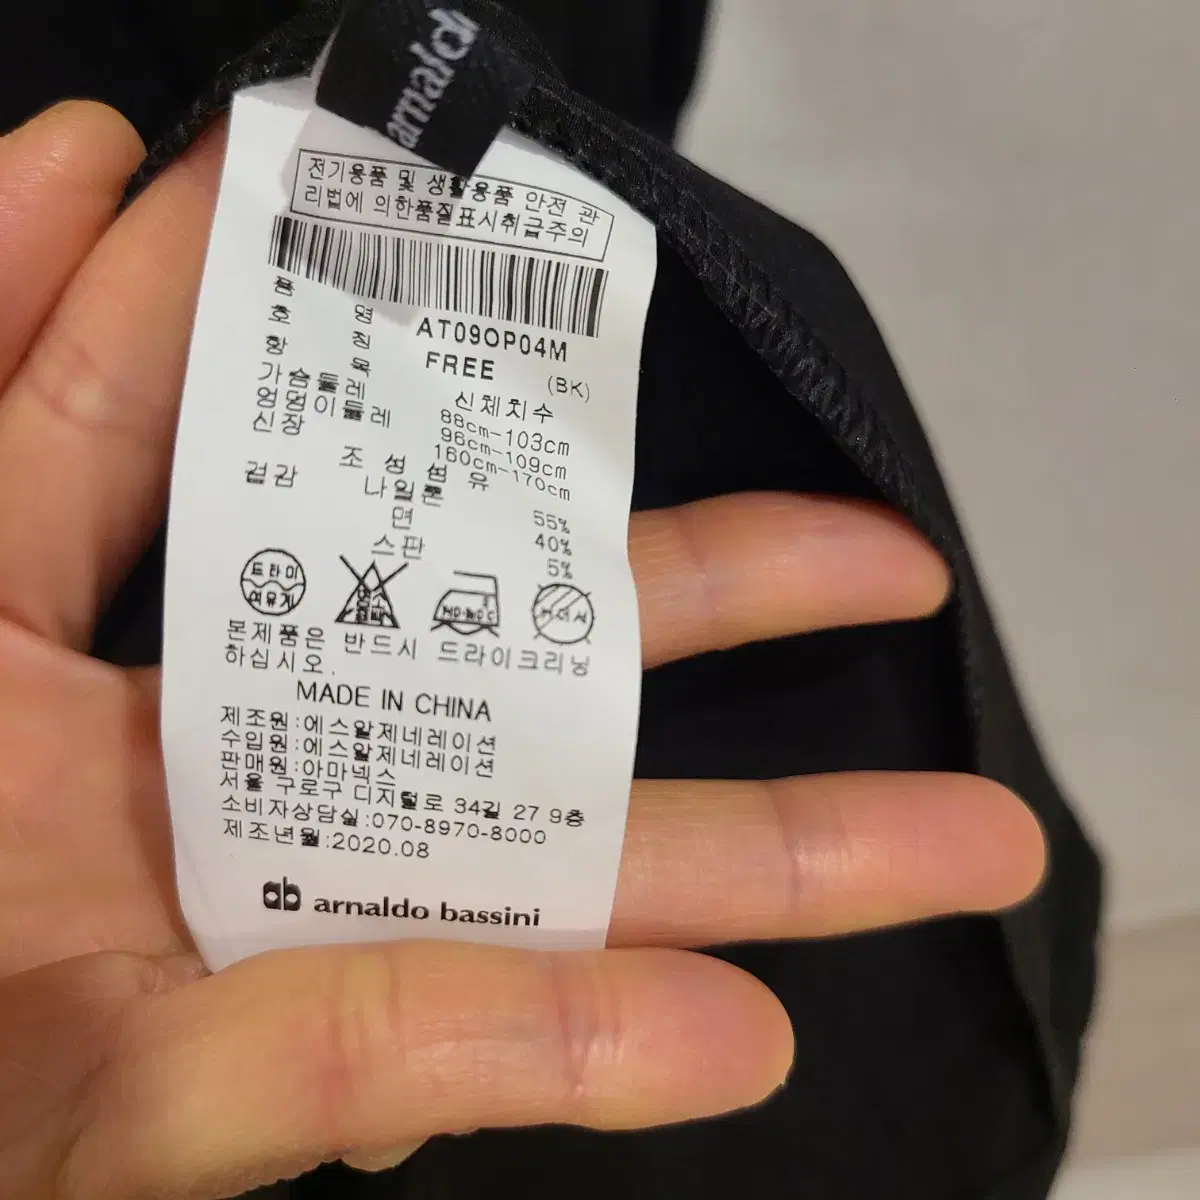 arnald
전기용품 및 생활용품 안전 관
리법에 의한품질표시취급주의
품 명 AT09OP04M
호 칭 FREE (BK)
항 목 신체치수
가슴둘레 88cm-103cm
엉덩이둘레 96cm-109cm
신장 160cm-170cm
조 성 섬 유
겉감 나일론 55%
면 40%
스판 5%
드라이
본제품은 반드시 드라이크리닝
하십시오.
MADE IN CHINA
제조원:에스알제네레이션
수입원:에스알제네레이션
판매원:아마넥스
서울 구로구 디지털로 34길 27 9층
소비자상담실:070-8970-8000
제조년월:2020.08
ab arnaldo bassini